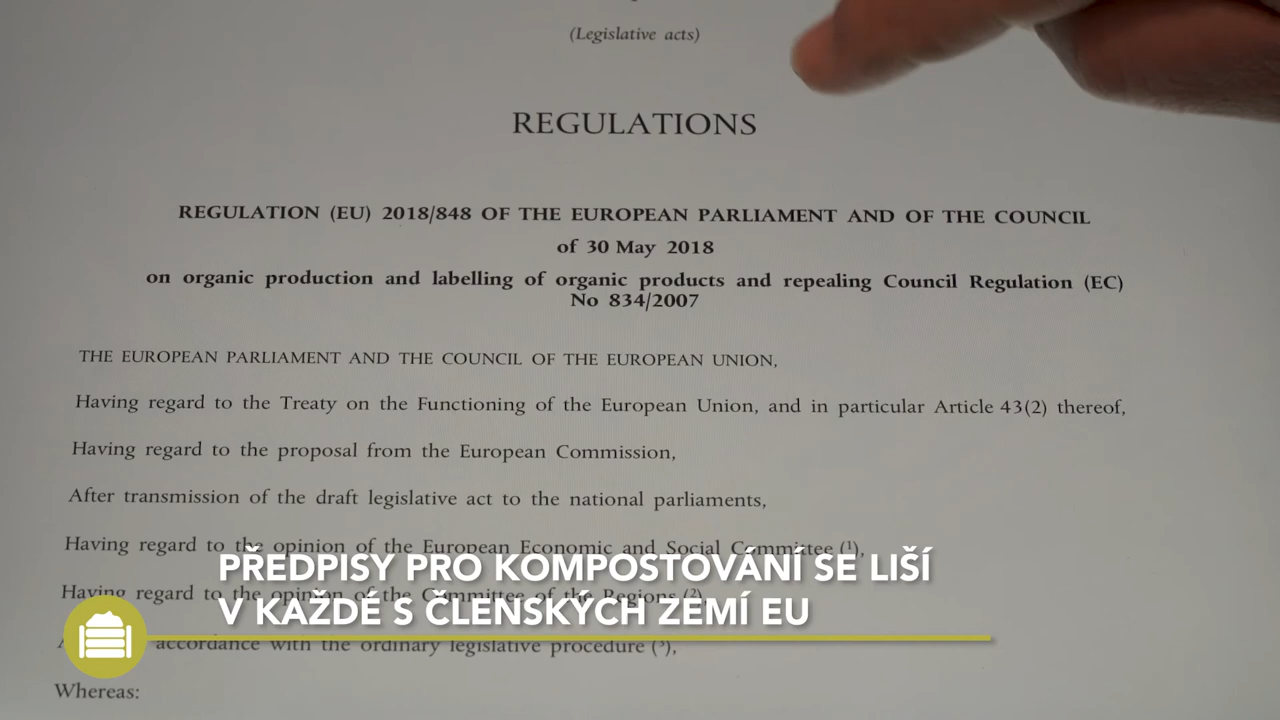 (Legislative acts)
REGULATIONS
REGULATION (EU) 2018/848 OF THE EUROPEAN PARLIAMENT AND OF THE COUNCIL
of 30 May 2018
on organic production and labelling of organic products and repealing Council Regulation (EC)
No 834/2007
THE EUROPEAN PARLIAMENT AND THE COUNCIL OF THE EUROPEAN UNION,
Having regard to the Treaty on the Functioning of the European Union, and in particular Article 43(2) thereof,
Having regard to the proposal from the European Commission,
After transmission of the draft legislative act to the national parliaments,
Having regard to the opinion of the European Economic and Social Committee (¹),
PŘEDPISY PRO KOMPOSTOVÁNÍ SE LIŠÍ
Having regard to the opinion of the Committee of the Regions (²),
V KAŽDÉ S ČLENSKÝCH ZEMÍ EU
accordance with the ordinary legislative procedure (³),
Whereas: